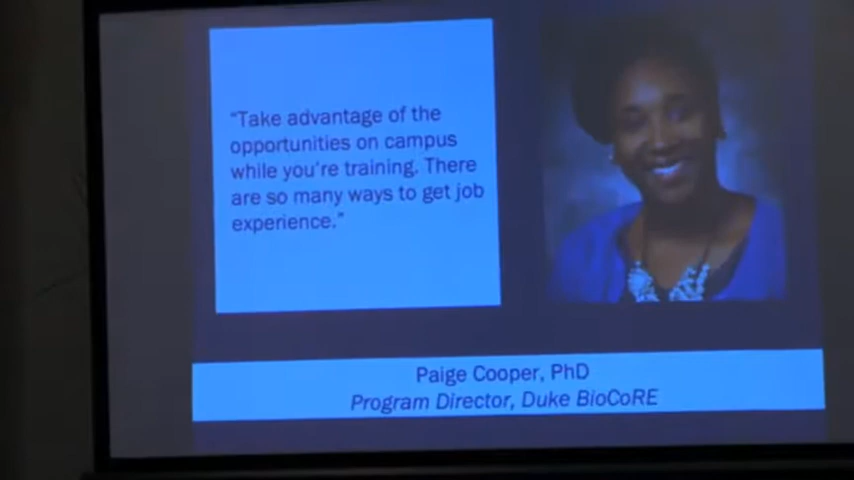 “Take advantage of the
opportunities on campus
while you’re training. There
are so many ways to get job
experience.”
Paige Cooper, PhD
Program Director, Duke BioCoRE